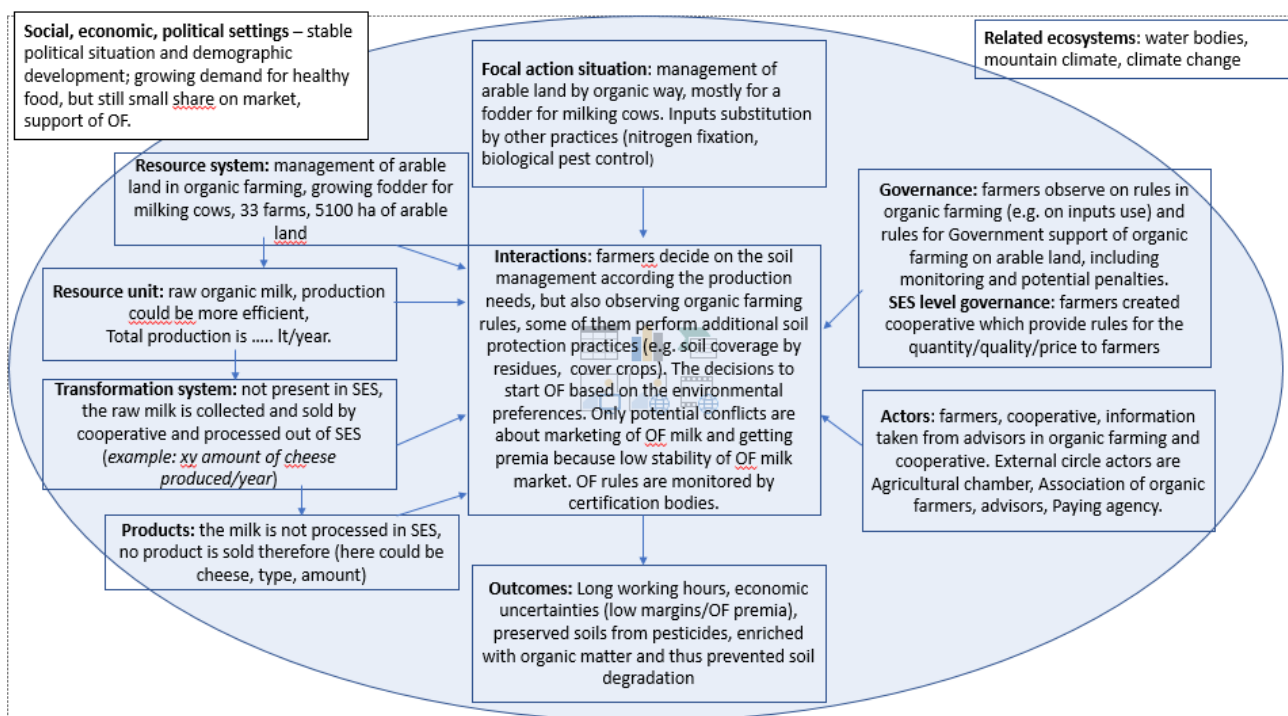 Social, economic, political settings – stable
political situation and demographic
development; growing demand for healthy
food, but still small share on market,
support of OF.
Related ecosystems: water bodies,
mountain climate, climate change
Focal action situation: management of
arable land by organic way, mostly for a
fodder for milking cows. Inputs substitution
by other practices (nitrogen fixation,
biological pest control)
Resource system: management of arable
land in organic farming, growing fodder for
milking cows, 33 farms, 5100 ha of arable
land
Resource unit: raw organic milk, production
could be more efficient,
Total production is ..... lt/year.
Transformation system: not present in SES,
the raw milk is collected and sold by
cooperative and processed out of SES
(example: xy amount of cheese
produced/year)
Products: the milk is not processed in SES,
no product is sold therefore (here could be
cheese, type, amount)
Interactions: farmers decide on the soil
management according the production
needs, but also observing organic farming
rules, some of them perform additional soil
protection practices (e.g. soil coverage by
residues, cover crops). The decisions to
start OF based on the environmental
preferences. Only potential conflicts are
about marketing of OF milk and getting
premia because low stability of OF milk
market. OF rules are monitored by
certification bodies.
Governance: farmers observe on rules in
organic farming (e.g. on inputs use) and
rules for Government support of organic
farming on arable land, including
monitoring and potential penalties.
SES level governance: farmers created
cooperative which provide rules for the
quantity/quality/price to farmers
Actors: farmers, cooperative, information
taken from advisors in organic farming and
cooperative. External circle actors are
Agricultural chamber, Association of organic
farmers, advisors, Paying agency.
Outcomes: Long working hours, economic
uncertainties (low margins/OF premia),
preserved soils from pesticides, enriched
with organic matter and thus prevented soil
degradation